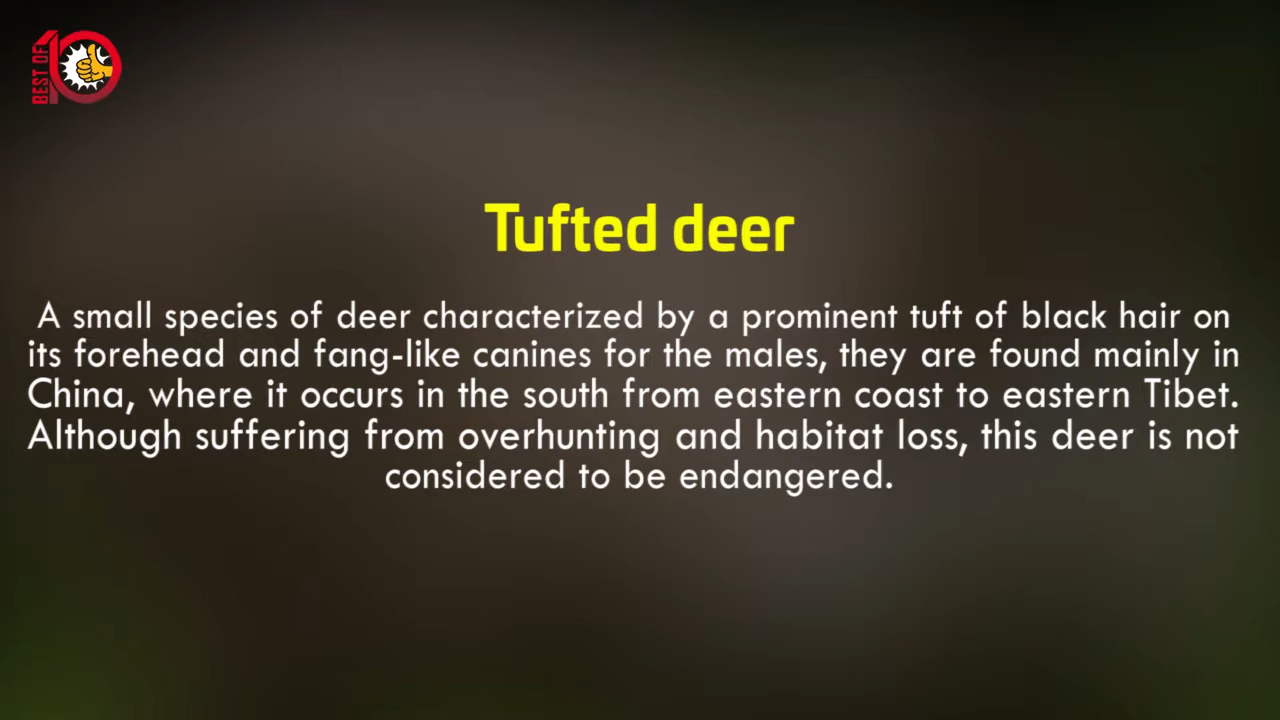 BEST OF 10
Tufted deer
A small species of deer characterized by a prominent tuft of black hair on
its forehead and fang-like canines for the males, they are found mainly in
China, where it occurs in the south from eastern coast to eastern Tibet.
Although suffering from overhunting and habitat loss, this deer is not
considered to be endangered.